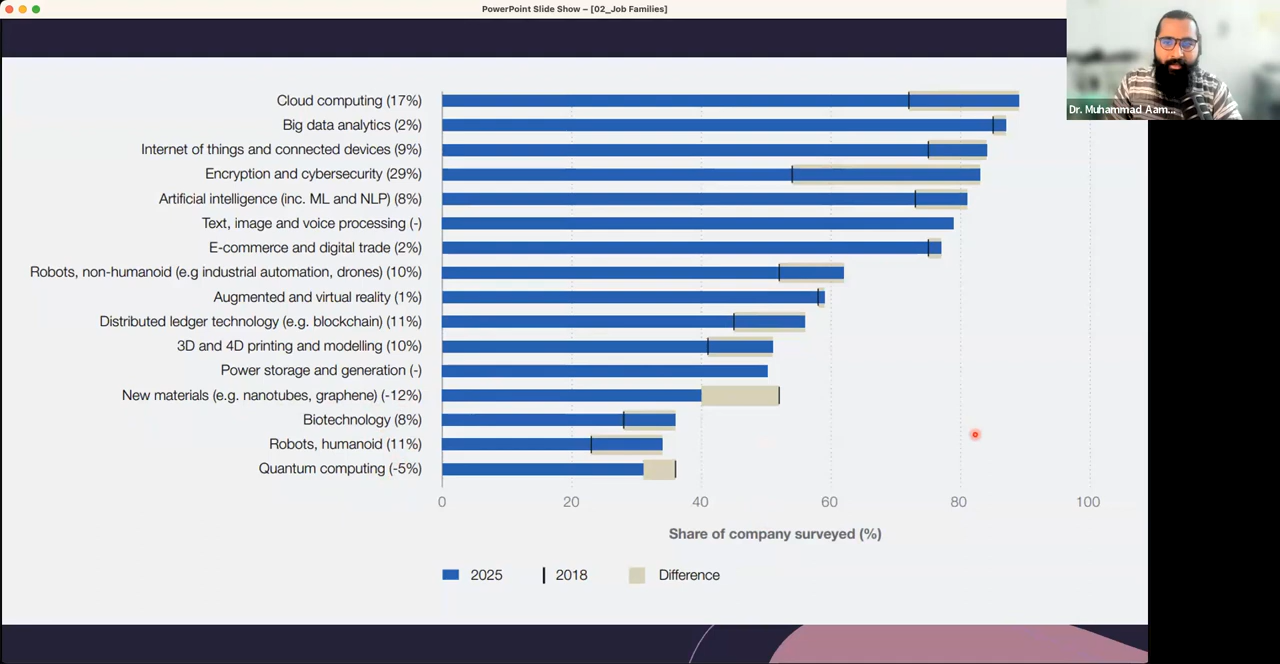 PowerPoint Slide Show – [02_Job Families]
Dr. Muhammad Aam...
Cloud computing (17%)
Big data analytics (2%)
Internet of things and onnected devices (9%)
Encryption and cybersecurity (29%)
Artificial intelligence (inc. ML and NLP) (8%)
Text, image and voice processing (-)
E-commerce and digital trade (2%)
Robots, non-humanoid (e.g industrial automation, drones) (10%)
Augmented and virtual reality (1%)
Distributed ledger technology (e.g. blockchain) (11%)
3D and 4D printing and modelling (10%)
Power storage and generation (-)
New materials (e.g. nanotubes, graphene) (-12%)
Biotechnology (8%)
Robots, humanoid (11%)
Quantum computing (-5%)
0 20 40 60 80 100
Share of company surveyed (%)
2025 2018 Difference